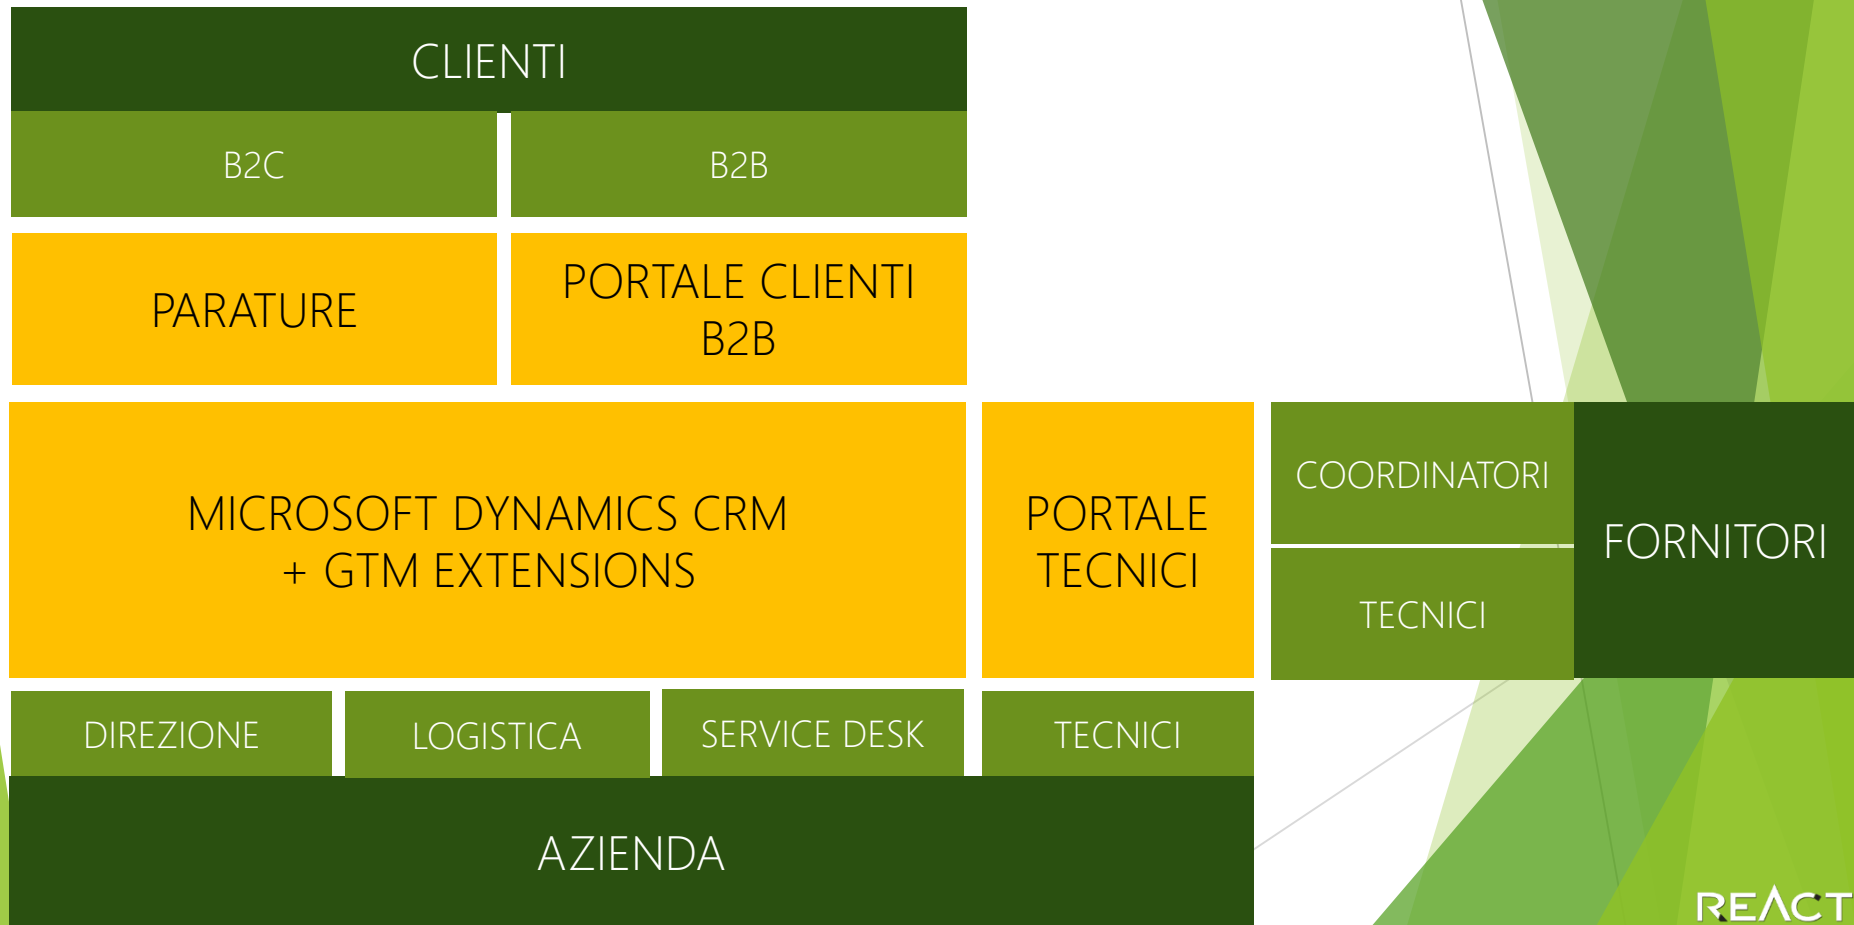 CLIENTI
B2C
B2B
PARATURE
PORTALE CLIENTI
B2B
MICROSOFT DYNAMICS CRM
+ GTM EXTENSIONS
PORTALE
TECNICI
COORDINATORI
TECNICI
FORNITORI
DIREZIONE
LOGISTICA
SERVICE DESK
TECNICI
AZIENDA
REACT